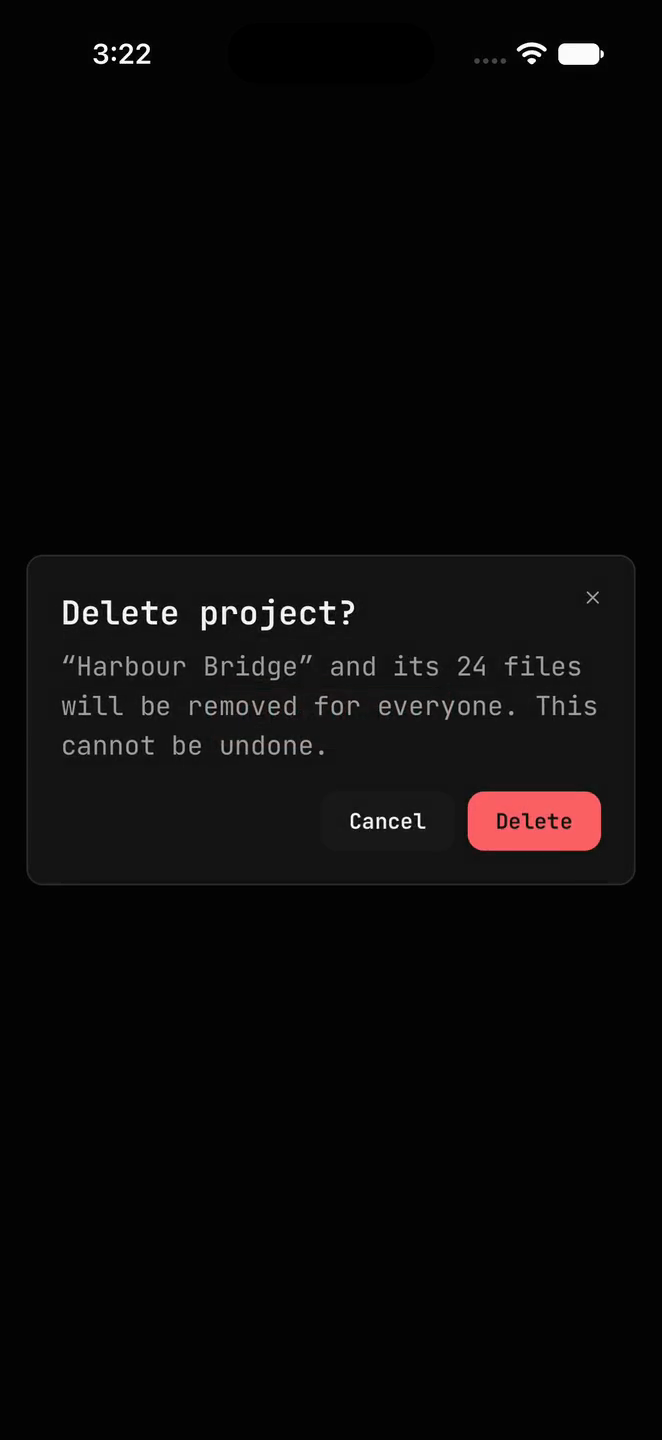 3:22
Delete project?
“Harbour Bridge” and its 24 files
will be removed for everyone. This
cannot be undone.
Cancel
Delete